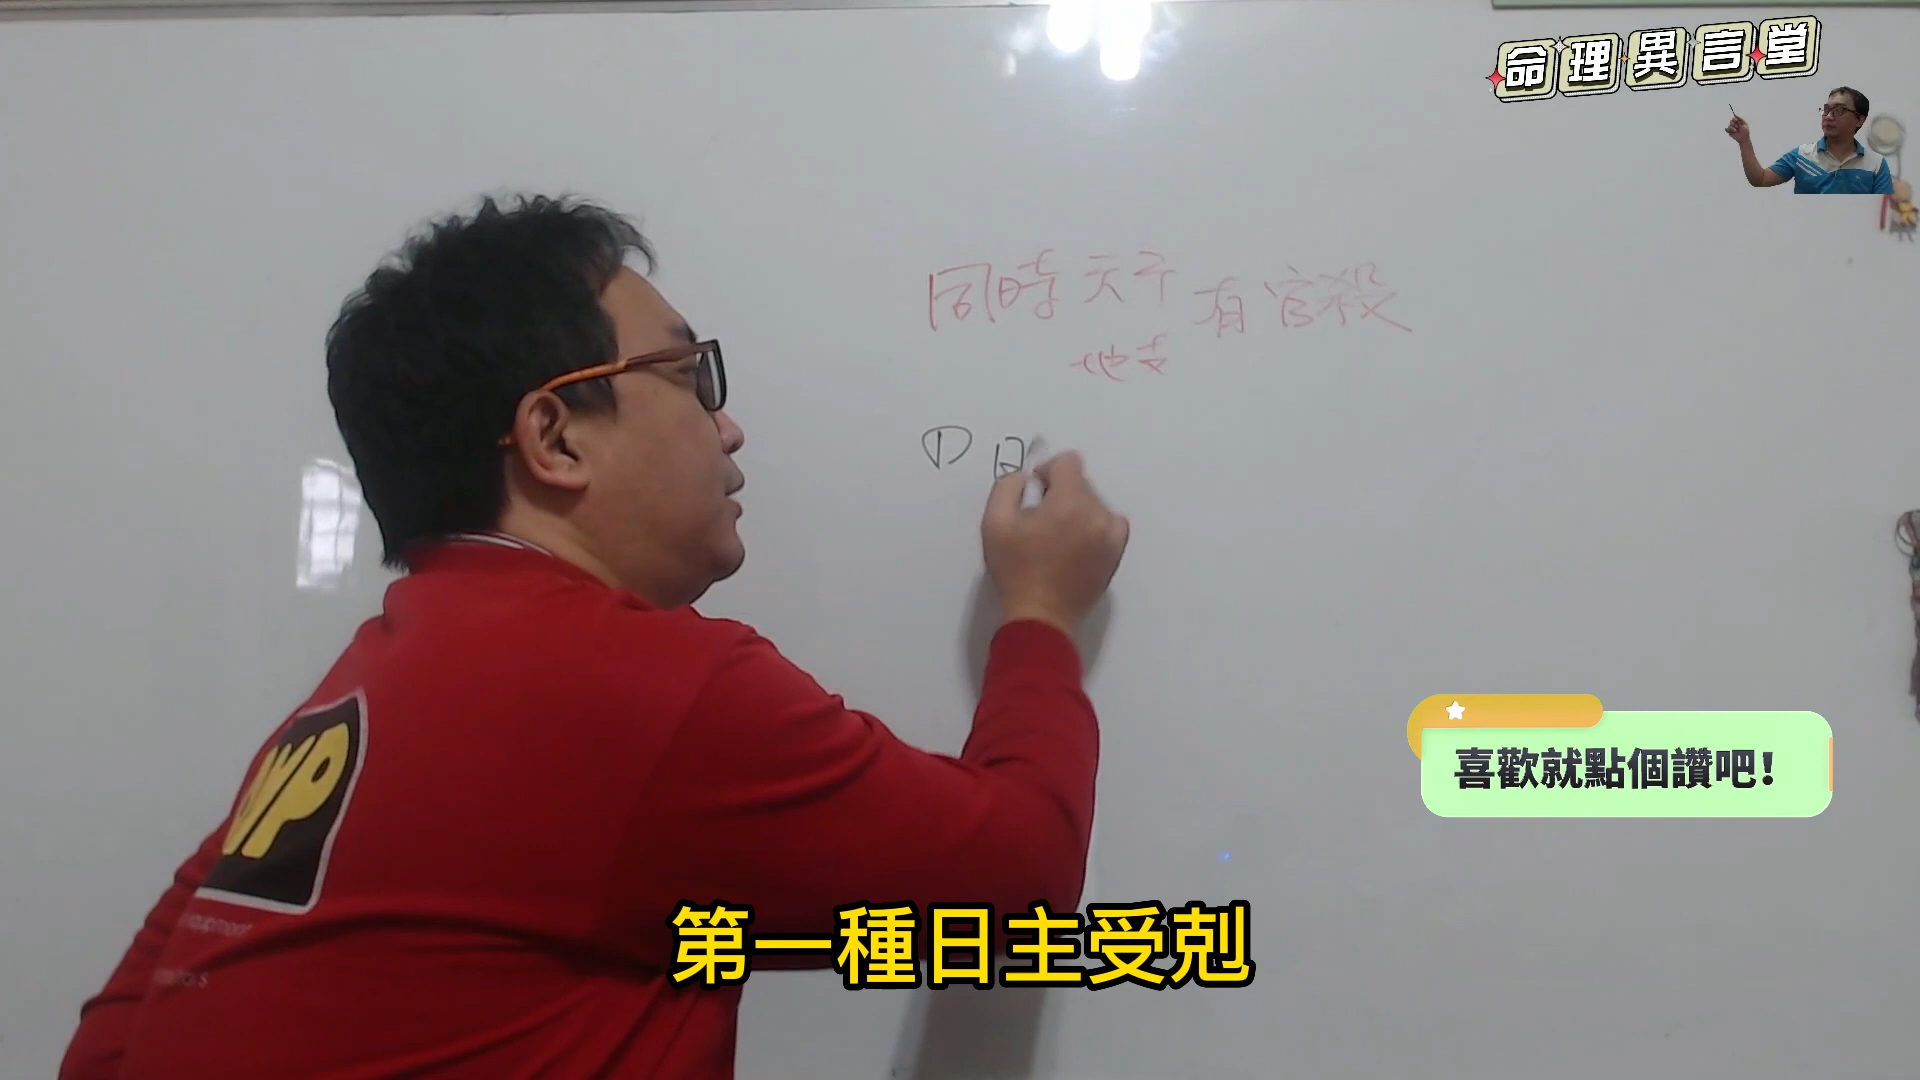 命理異言堂
同時天干有官殺
地支
① 日
喜歡就點個讚吧！
第一種日主受剋